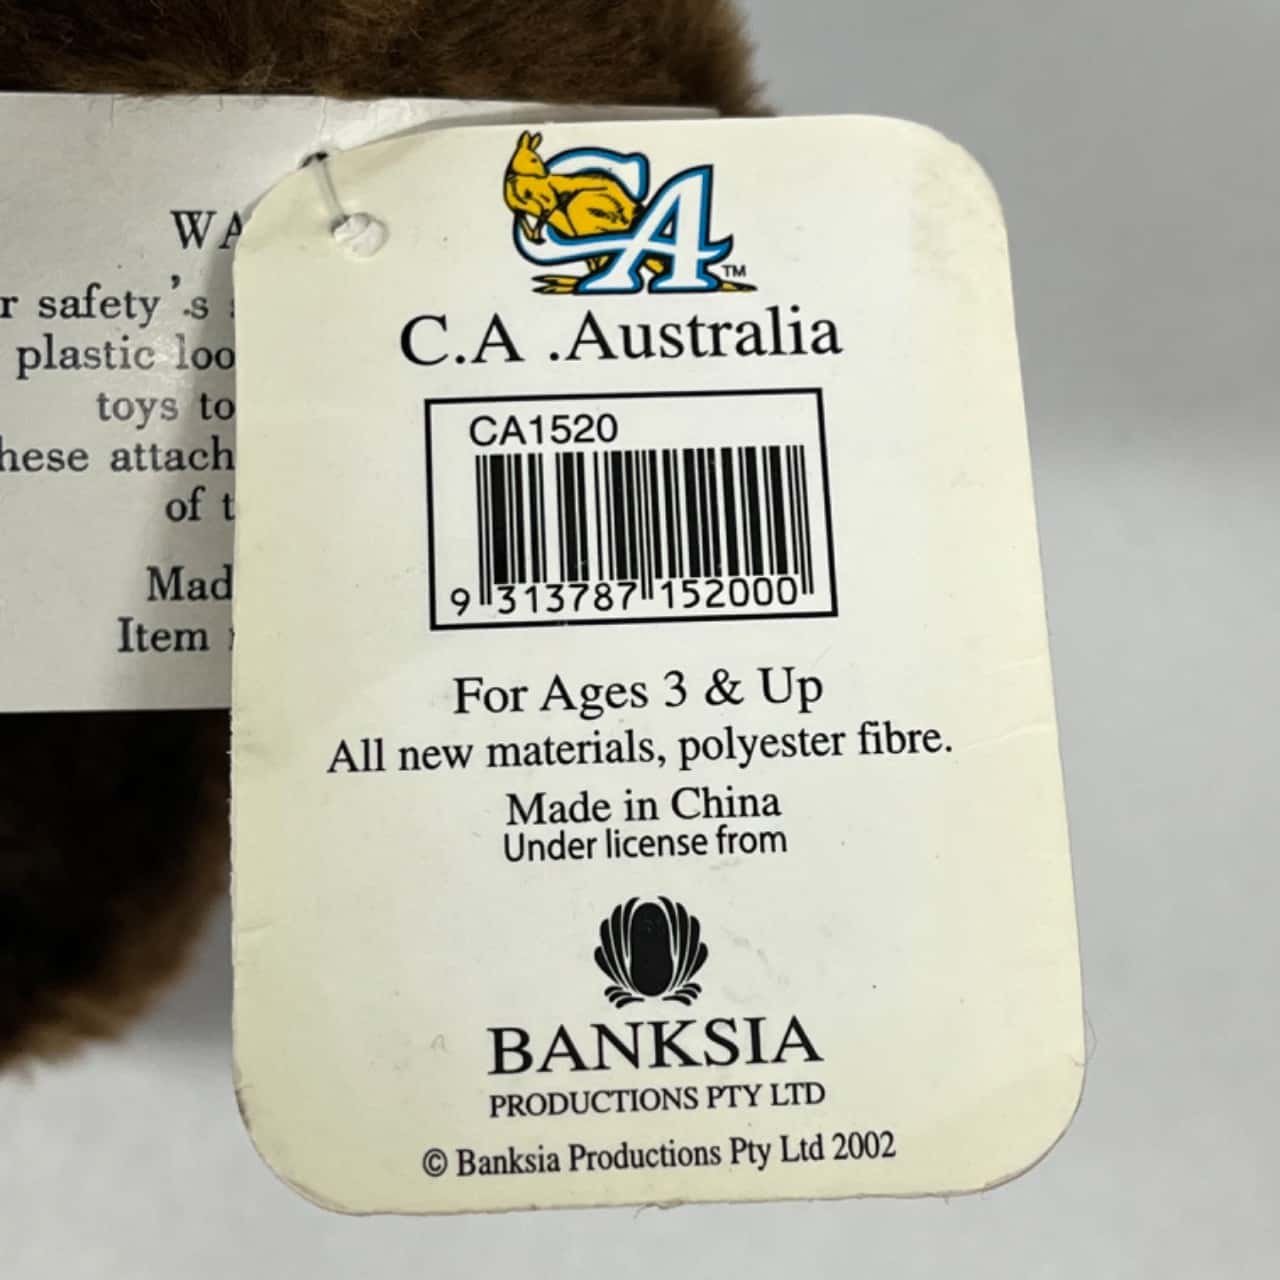 WA
r safety's
plastic loo
toys to
hese attach
of t
Mad
Item
CA
TM
C.A .Australia
CA1520
9 313787 152000
For Ages 3 & Up
All new materials, polyester fibre.
Made in China
Under license from
BANKSIA
PRODUCTIONS PTY LTD
© Banksia Productions Pty Ltd 2002